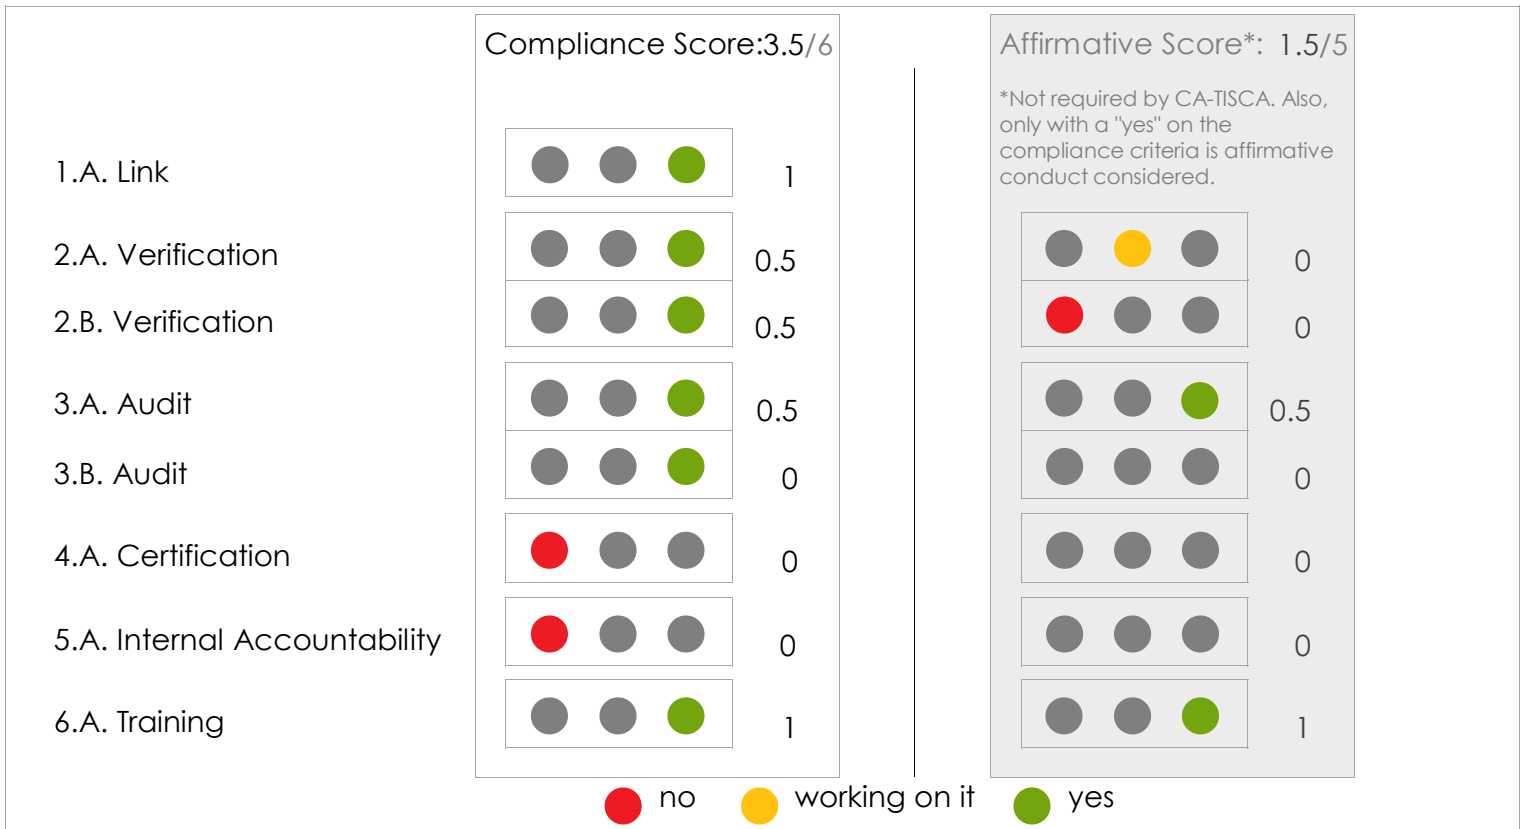 Compliance Score:3.5/6
Affirmative Score*: 1.5/5
*Not required by CA-TISCA. Also,
only with a "yes" on the
compliance criteria is affirmative
conduct considered.
1.A. Link 1
2.A. Verification 0.5 0
2.B. Verification 0.5 0
3.A. Audit 0.5 0.5
3.B. Audit 0 0
4.A. Certification 0 0
5.A. Internal Accountability 0 0
6.A. Training 1 1
no working on it yes